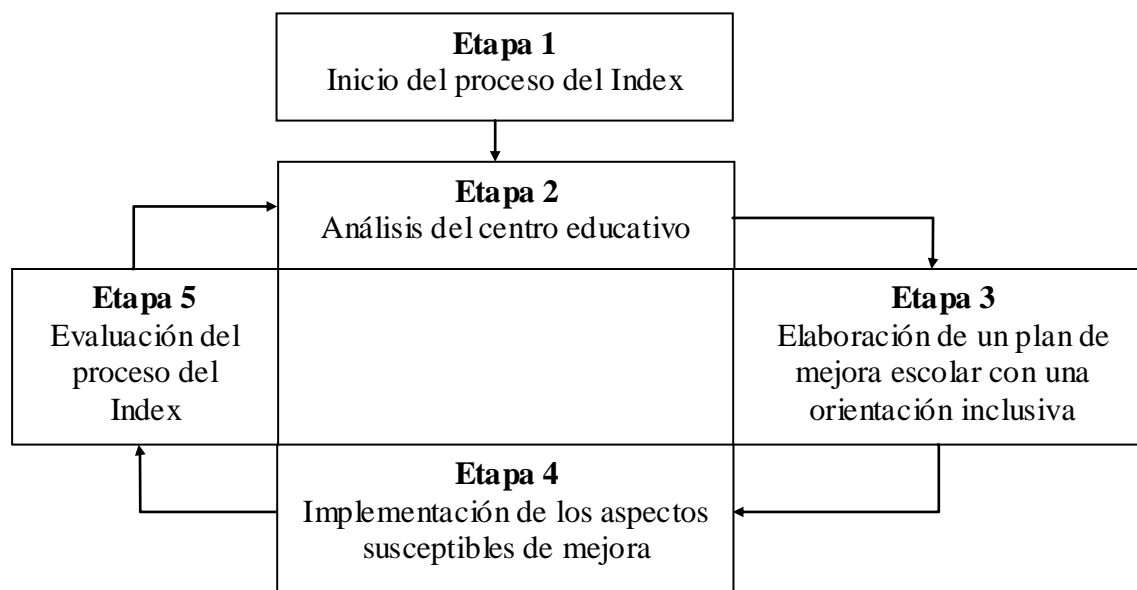 Etapa 1
Inicio del proceso del Index
Etapa 2
Análisis del centro educativo
Etapa 5
Evaluación del
proceso del
Index
Etapa 3
Elaboración de un plan de
mejora escolar con una
orientación inclusiva
Etapa 4
Implementación de los aspectos
susceptibles de mejora